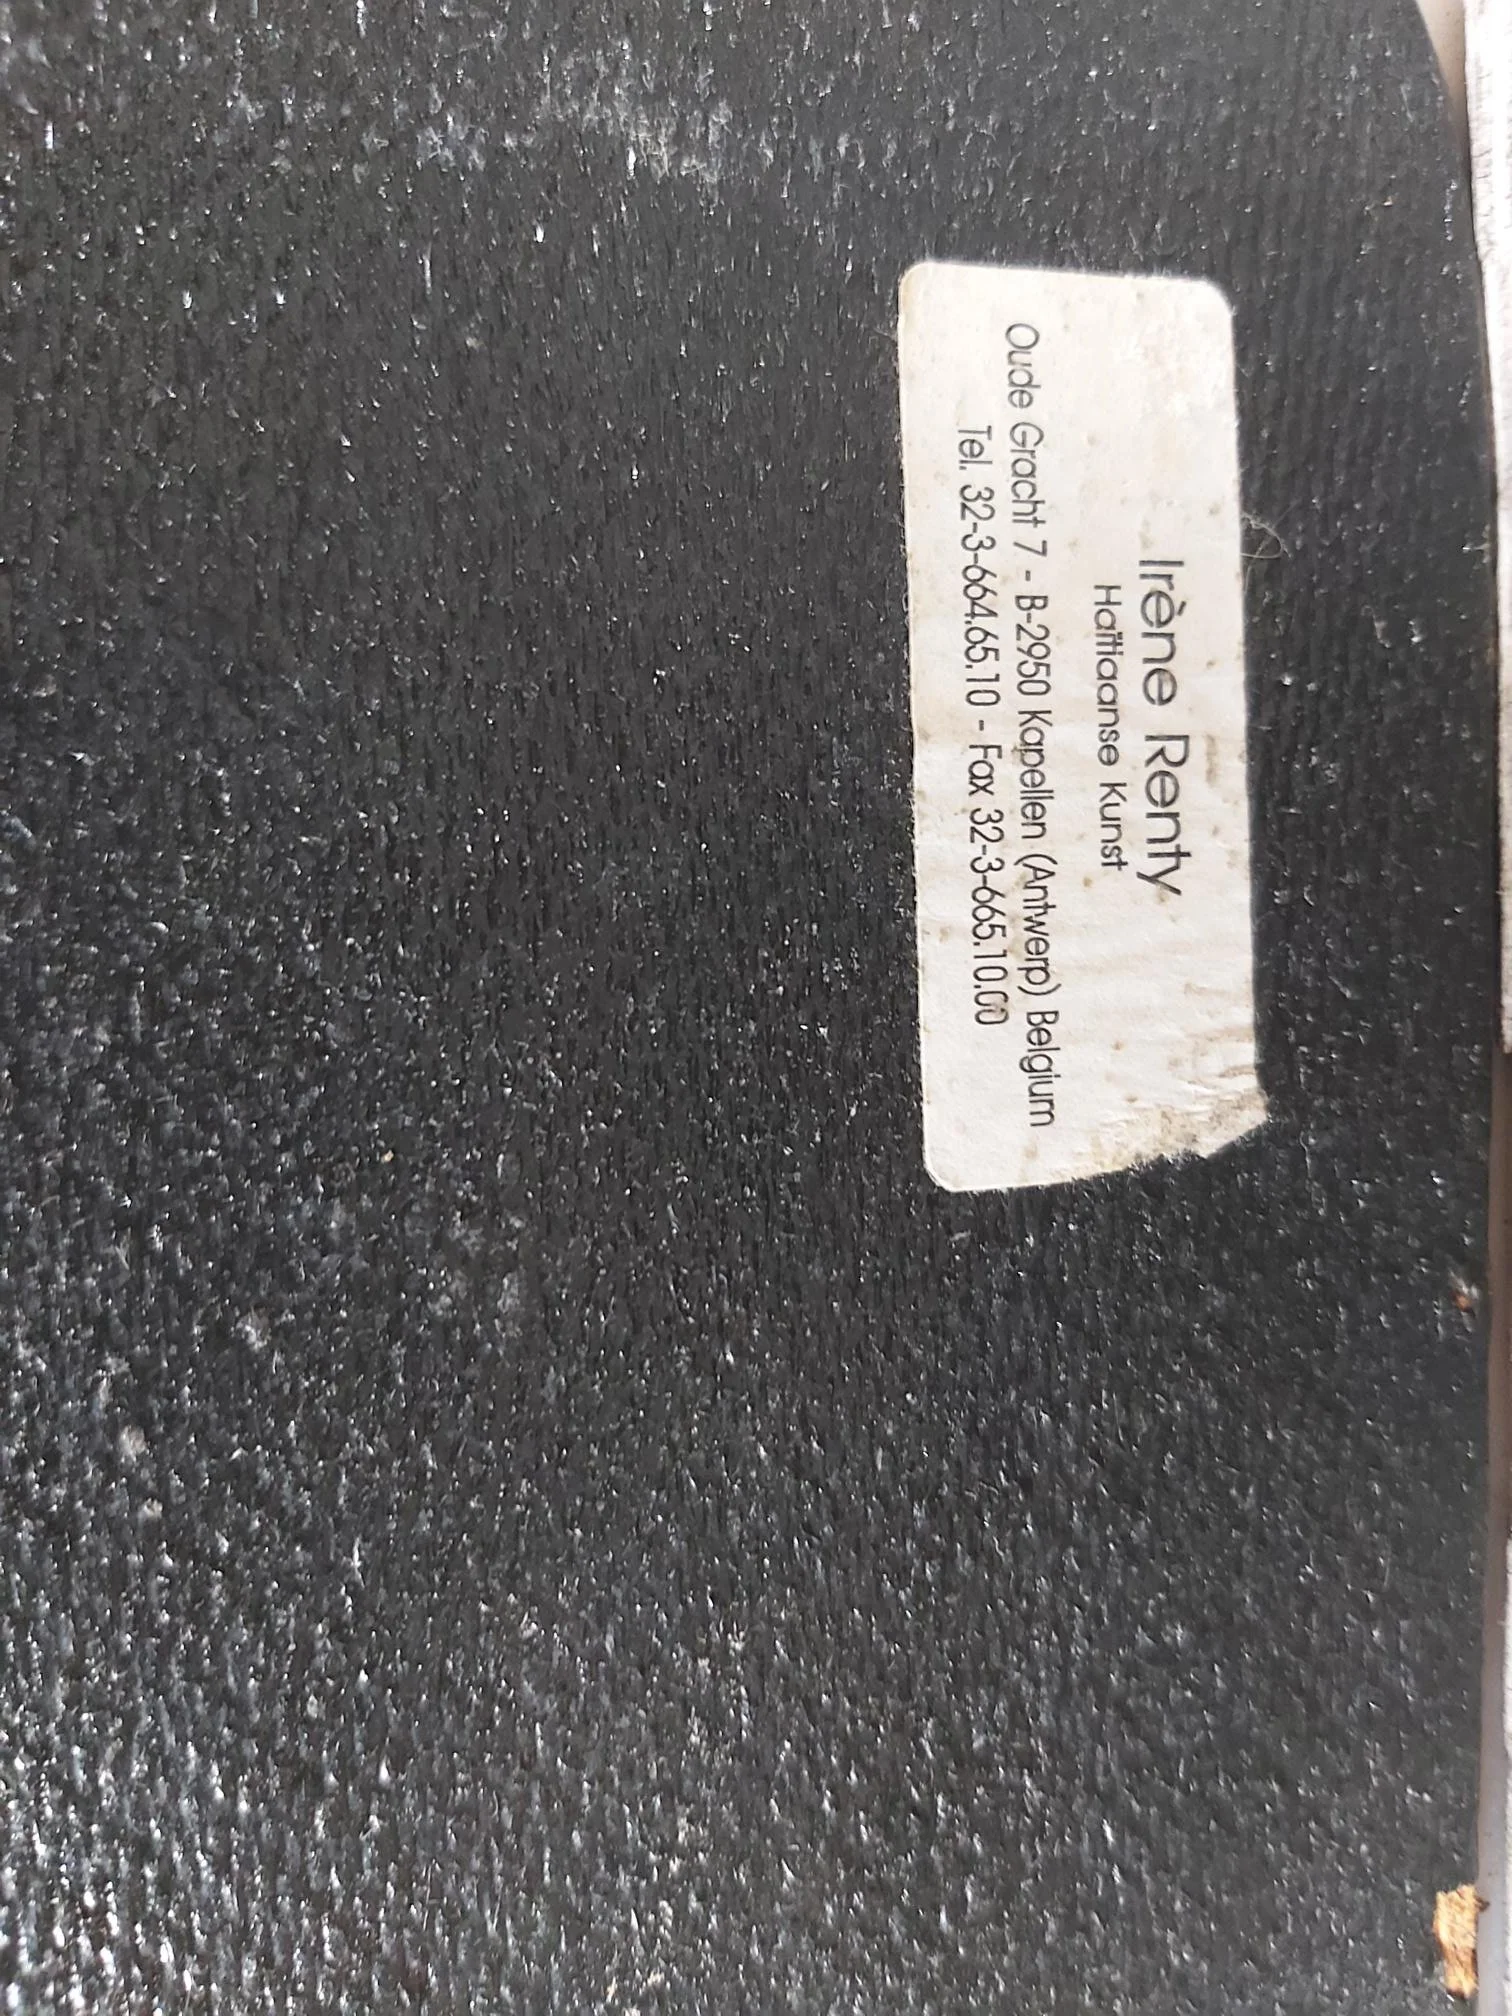 Irène Renty
Haïtiaanse Kunst
Oude Gracht 7 - B-2950 Kapellen (Antwerp) Belgium
Tel. 32-3-664.65.10 - Fax 32-3-665.10.00